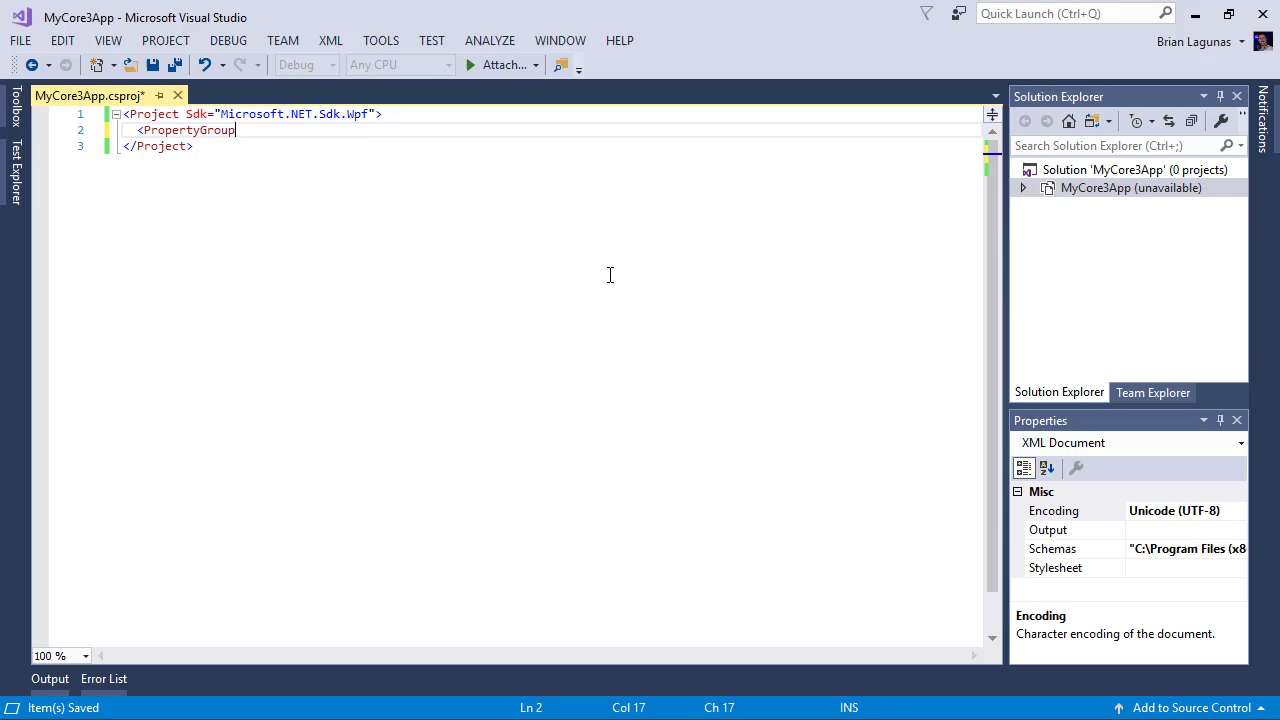 MyCore3App - Microsoft Visual Studio
Quick Launch (Ctrl+Q)
FILE EDIT VIEW PROJECT DEBUG TEAM XML TOOLS TEST ANALYZE WINDOW HELP
Brian Lagunas
Debug Any CPU Attach...
Toolbox
Test Explorer
MyCore3App.csproj*
1 <Project Sdk="Microsoft.NET.Sdk.Wpf">
2 <PropertyGroup
3 </Project>
100 %
Solution Explorer
Search Solution Explorer (Ctrl+;)
Solution 'MyCore3App' (0 projects)
MyCore3App (unavailable)
Solution Explorer Team Explorer
Properties
XML Document
Misc
Encoding Unicode (UTF-8)
Output
Schemas "C:\Program Files (x8
Stylesheet
Encoding
Character encoding of the document.
Notifications
Output Error List
Item(s) Saved Ln 2 Col 17 Ch 17 INS Add to Source Control